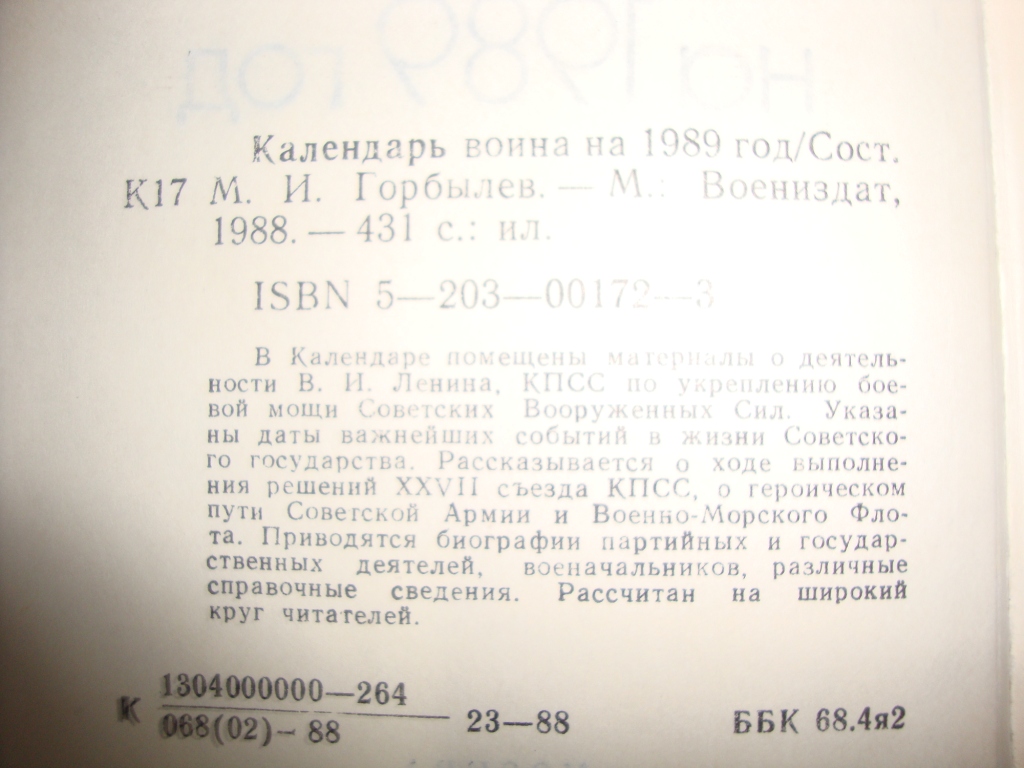 Календарь воина на 1989 год/Сост.
К17 М. И. Горбылев. — М.: Воениздат,
1988. — 431 с.: ил.
ISBN 5—203—00172—3
В Календаре помещены материалы о деятель-
ности В. И. Ленина, КПСС по укреплению бое-
вой мощи Советских Вооруженных Сил. Указа-
ны даты важнейших событий в жизни Советско-
го государства. Рассказывается о ходе выполне-
ния решений XXVII съезда КПСС, о героическом
пути Советской Армии и Военно-Морского Фло-
та. Приводятся биографии партийных и государ-
ственных деятелей, военачальников, различные
справочные сведения. Рассчитан на широкий
круг читателей.
К 1304000000—264
068(02)—88
23—88
ББК 68.4я2